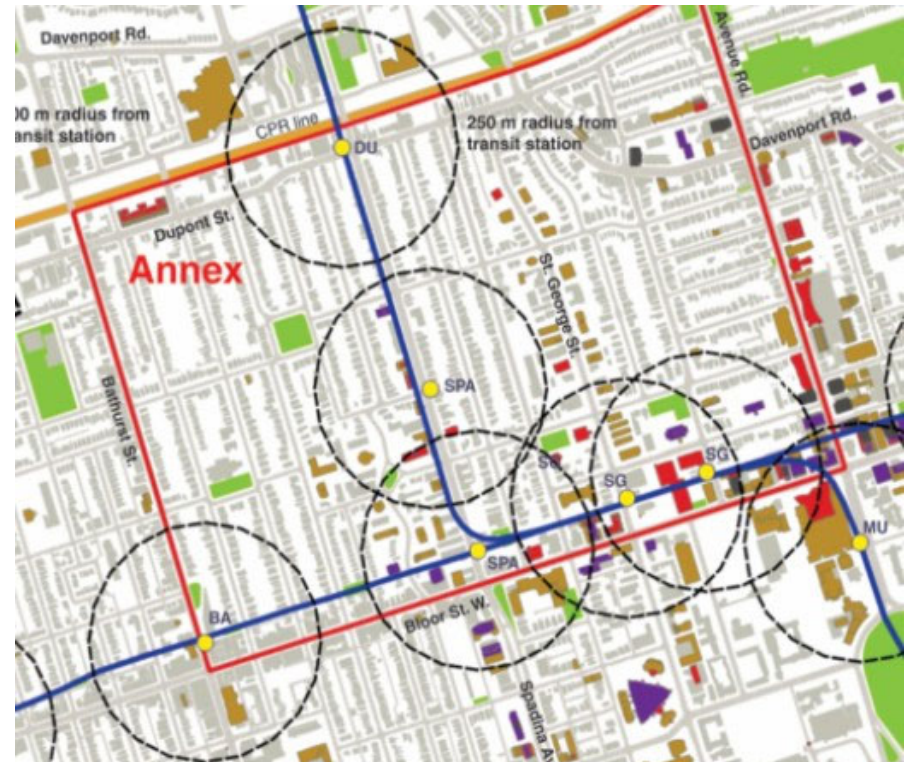 Davenport Rd.
Avenue Rd.
00 m radius from
ansit station
CPR line
250 m radius from
transit station
Davenport Rd.
DU
Dupont St.
Annex
St. George St.
SPA
Bathurst St.
SG
SG
SG
MU
SPA
BA
Bloor St. W.
Spadina Av